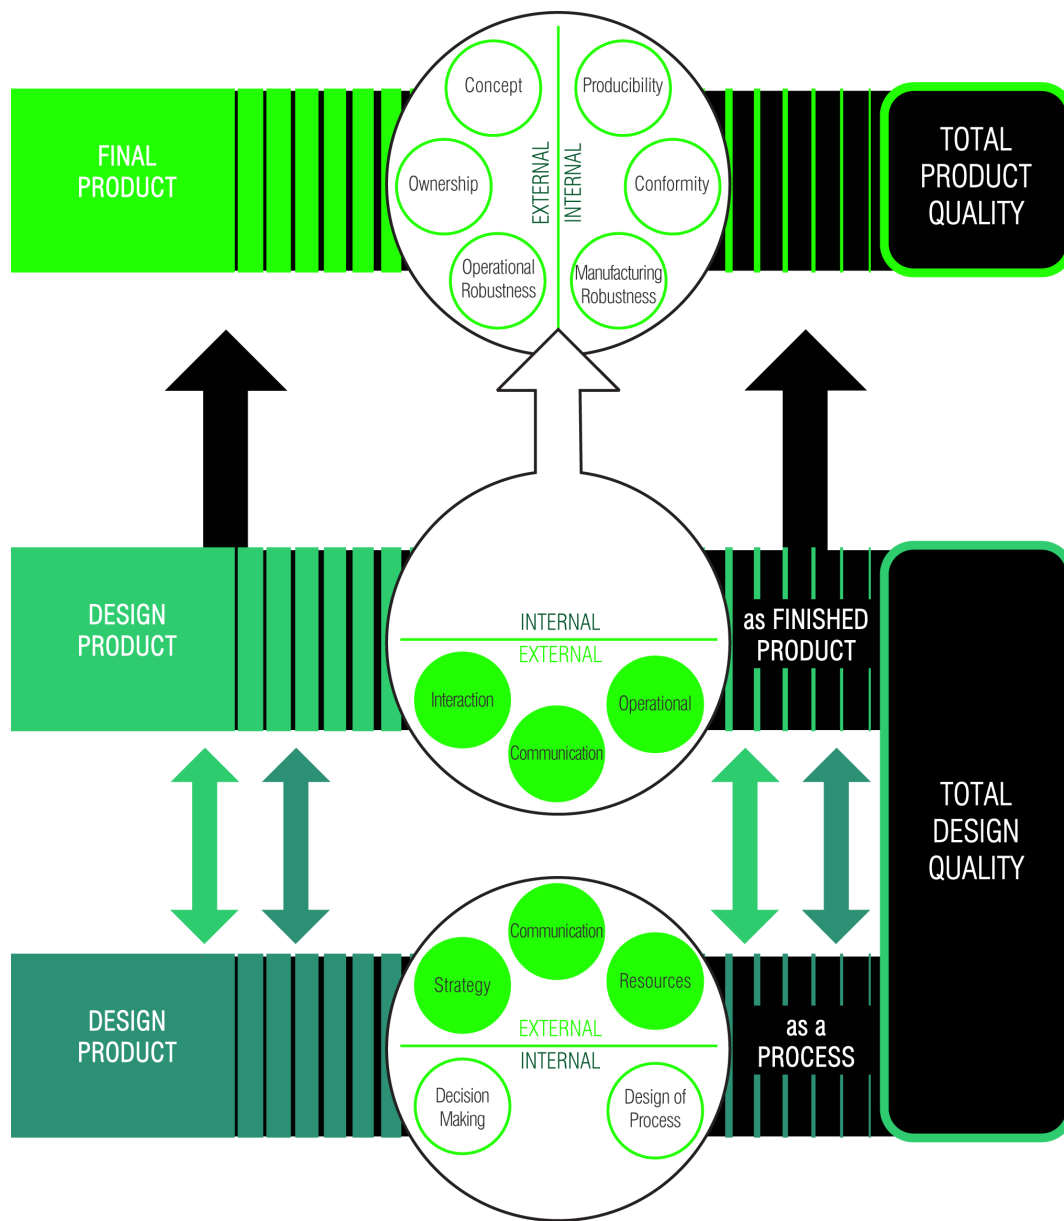 FINAL
PRODUCT
Concept
Ownership
Operational
Robustness
EXTERNAL
INTERNAL
Producibility
Conformity
Manufacturing
Robustness
TOTAL
PRODUCT
QUALITY
DESIGN
PRODUCT
INTERNAL
EXTERNAL
Interaction
Communication
Operational
as FINISHED
PRODUCT
TOTAL
DESIGN
QUALITY
DESIGN
PRODUCT
Communication
Strategy
Resources
EXTERNAL
INTERNAL
Decision
Making
Design of
Process
as a
PROCESS